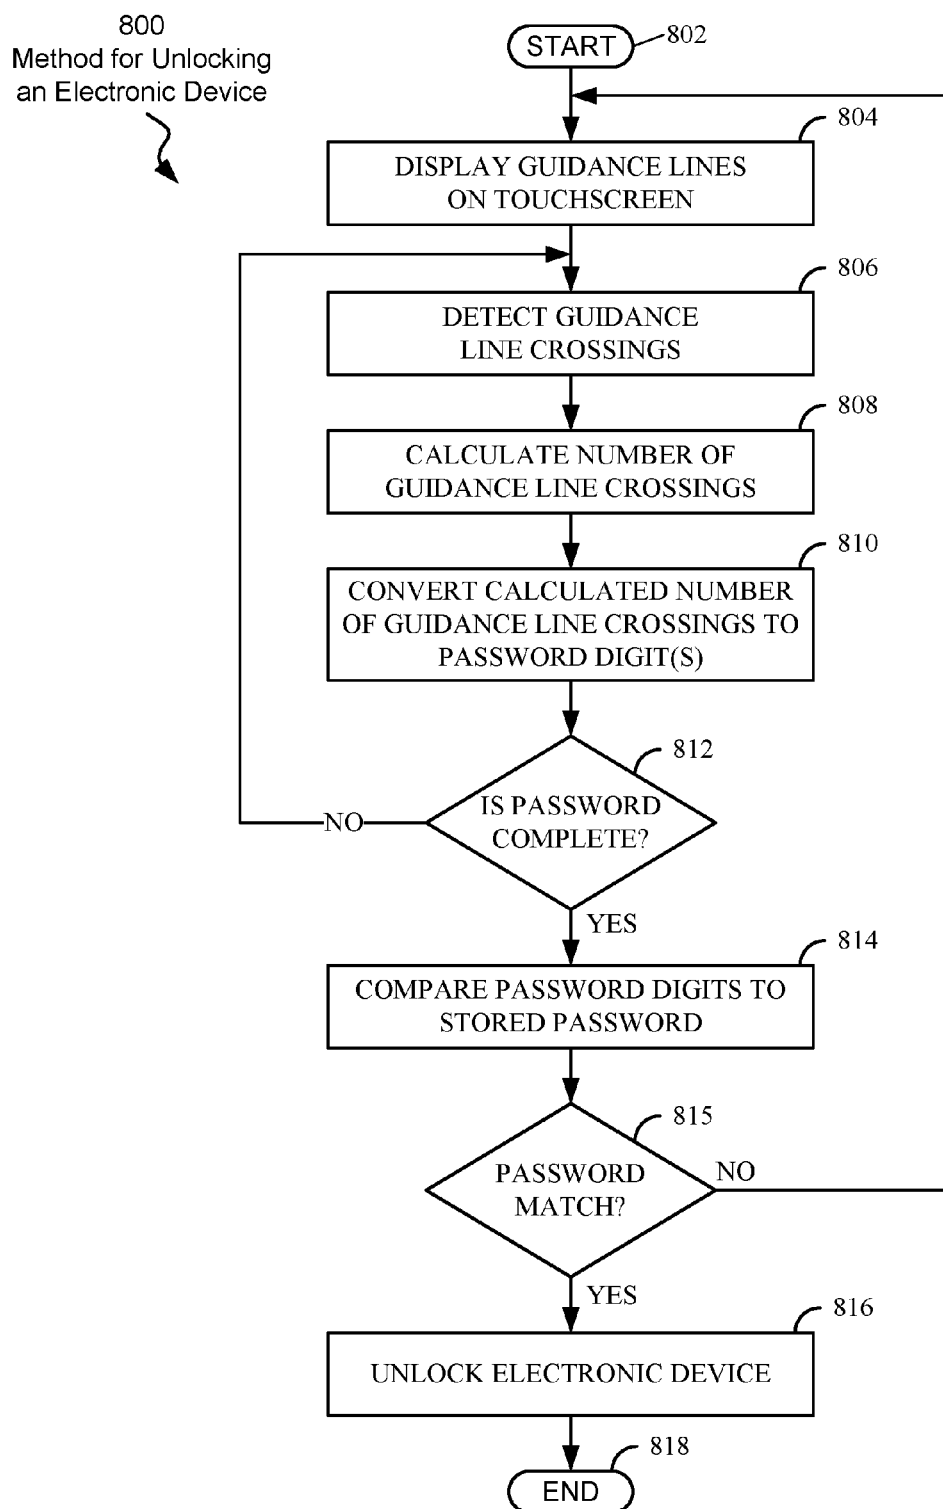 800
Method for Unlocking
an Electronic Device
START
802
804
DISPLAY GUIDANCE LINES
ON TOUCHSCREEN
806
DETECT GUIDANCE
LINE CROSSINGS
808
CALCULATE NUMBER OF
GUIDANCE LINE CROSSINGS
810
CONVERT CALCULATED NUMBER
OF GUIDANCE LINE CROSSINGS TO
PASSWORD DIGIT(S)
812
IS PASSWORD
COMPLETE?
NO
YES
814
COMPARE PASSWORD DIGITS TO
STORED PASSWORD
815
PASSWORD
MATCH?
NO
YES
816
UNLOCK ELECTRONIC DEVICE
818
END